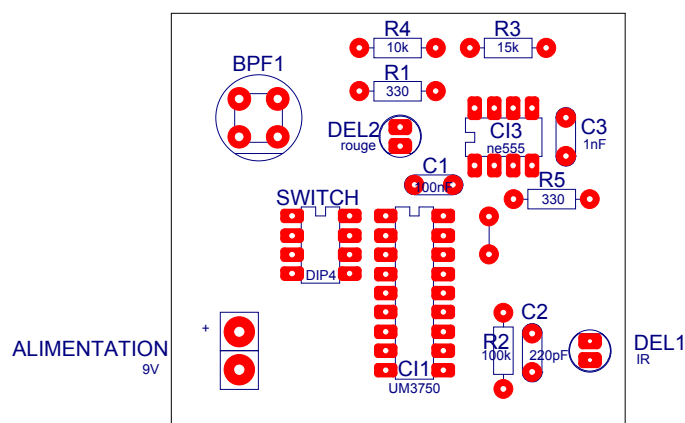 R4
10k
R3
15k
BPF1
R1
330
DEL2
rouge
CI3
ne555
C3
1nF
C1
100nF
R5
330
SWITCH
DIP4
+
ALIMENTATION
9V
C2
220pF
R2
100k
DEL1
IR
CI1
UM3750